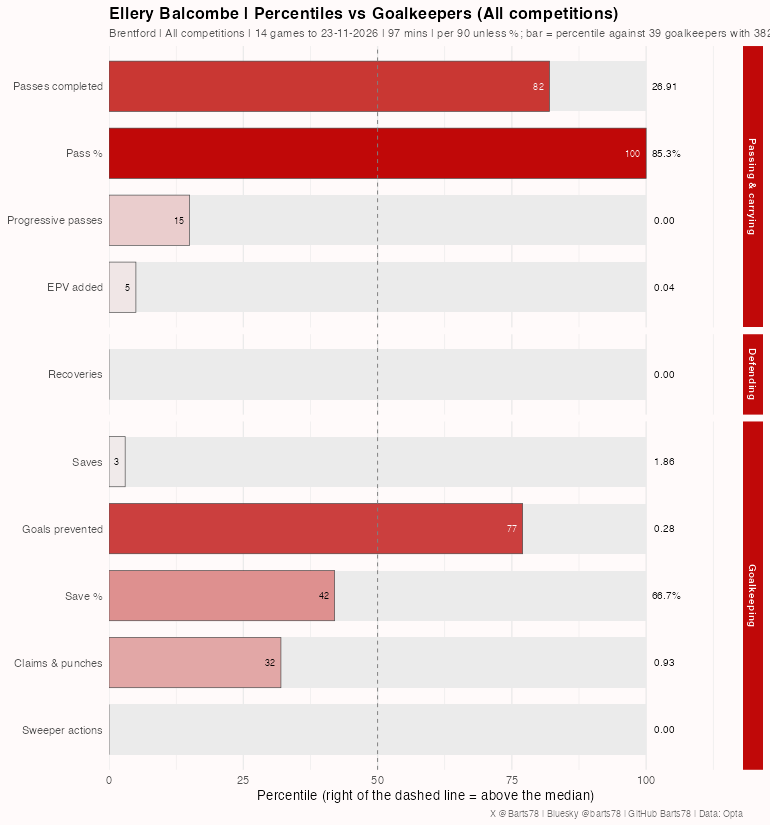 Ellery Balcombe | Percentiles vs Goalkeepers (All competitions)
Brentford | All competitions | 14 games to 23-11-2026 | 97 mins | per 90 unless %; bar = percentile against 39 goalkeepers with 382
Passes completed 82 26.91
Pass % 100 85.3%
Progressive passes 15 0.00
EPV added 5 0.04
Passing & carrying
Recoveries 0.00
Defending
Saves 3 1.86
Goals prevented 77 0.28
Save % 42 66.7%
Claims & punches 32 0.93
Sweeper actions 0.00
Goalkeeping
0 25 50 75 100
Percentile (right of the dashed line = above the median)
X @Barts78 | Bluesky @barts78 | GitHub Barts78 | Data: Opta